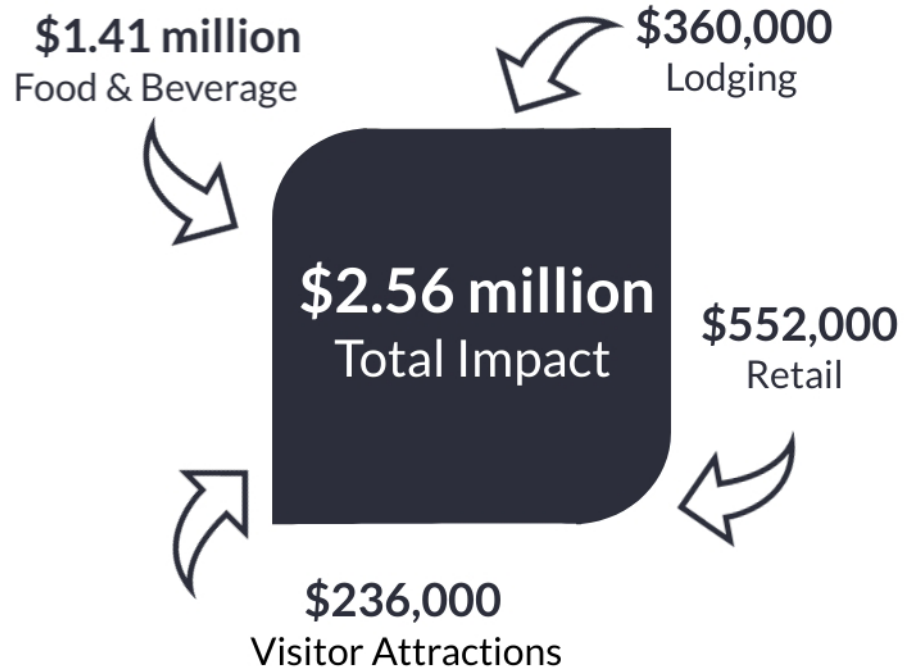 $1.41 million
Food & Beverage
$360,000
Lodging
$2.56 million
Total Impact
$552,000
Retail
$236,000
Visitor Attractions